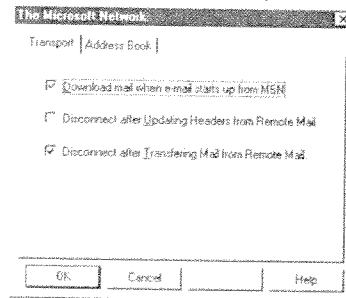 The Microsoft Network
Transport
Address Book
Download mail when e-mail starts up from MSN
Disconnect after Updating Headers from Remote Mail
Disconnect after Transfering Mail from Remote Mail
OK
Cancel
Help